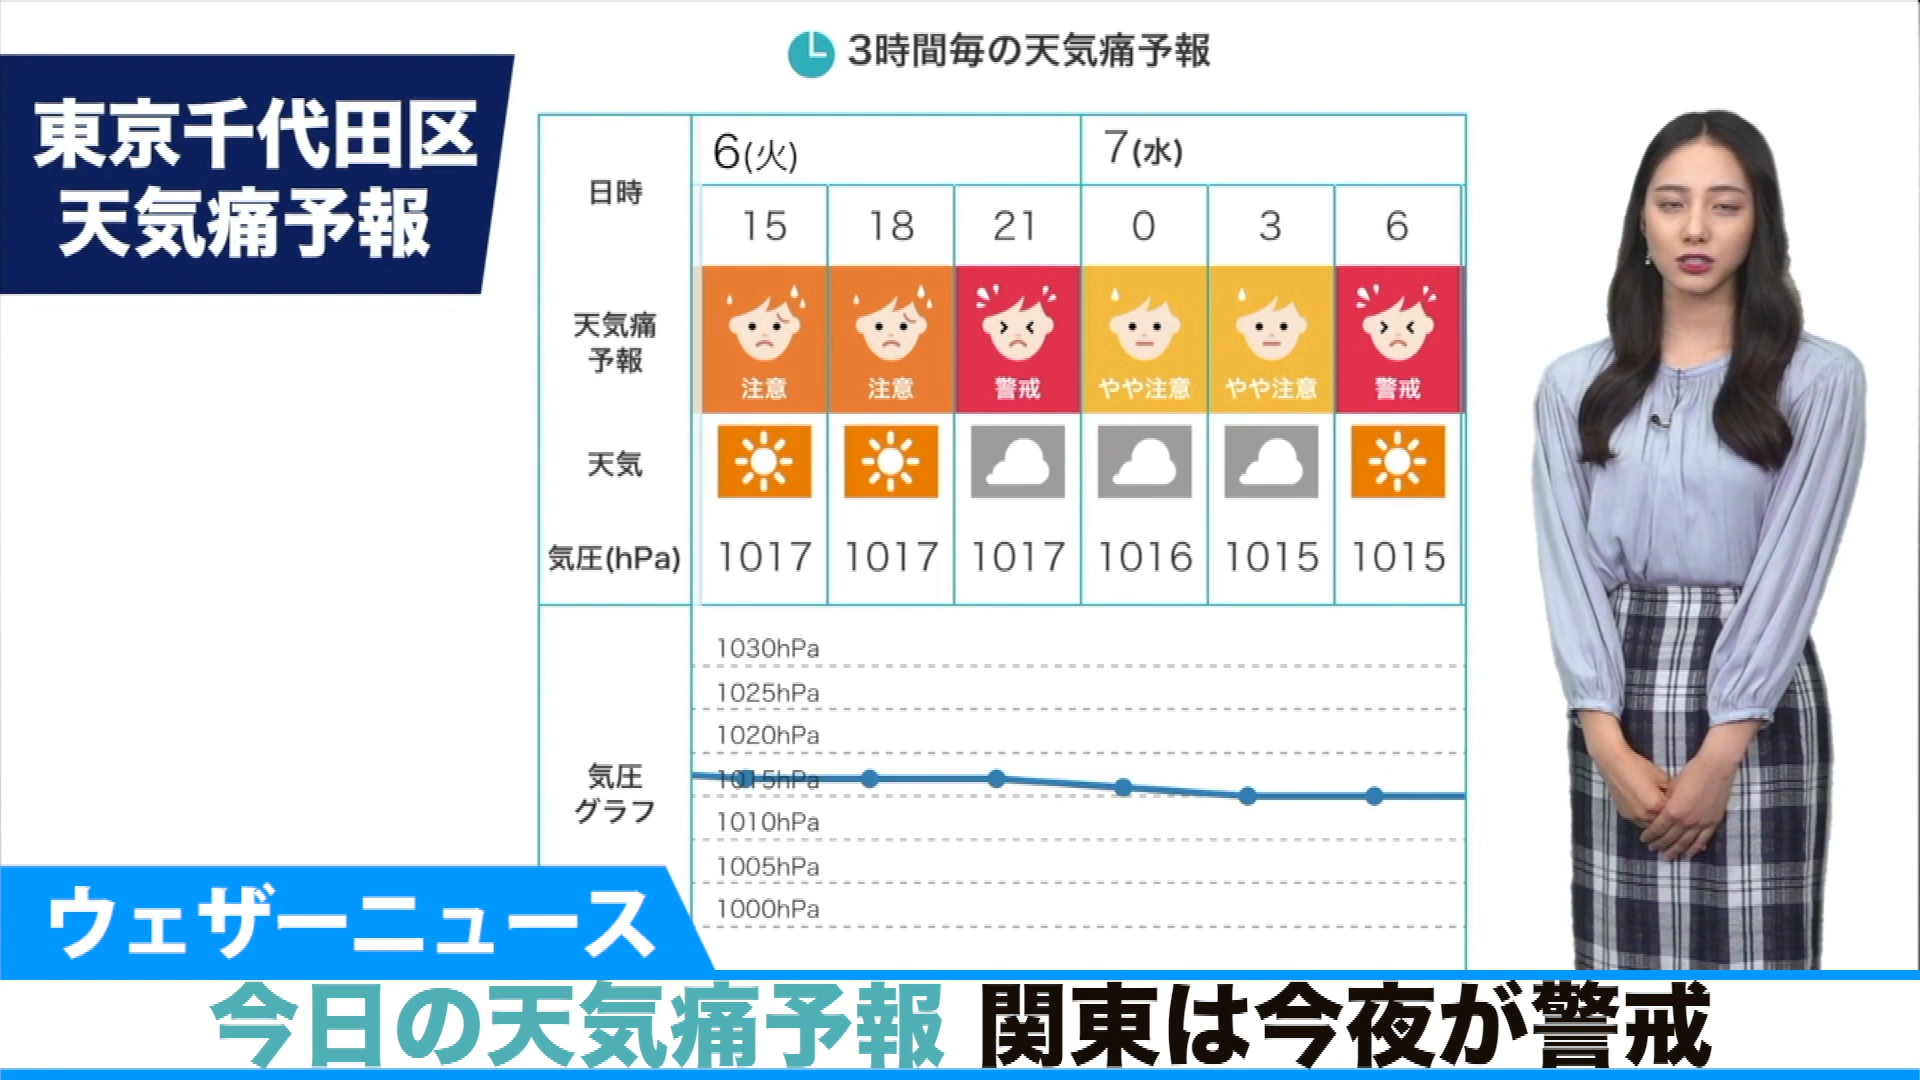 3時間毎の天気痛予報
東京千代田区
天気痛予報
日時
6(火)
7(水)
15 18 21 0 3 6
天気痛
予報
注意 注意 警戒 やや注意 やや注意 警戒
天気
気圧(hPa) 1017 1017 1017 1016 1015 1015
1030hPa
1025hPa
1020hPa
気圧
グラフ
1015hPa
1010hPa
1005hPa
1000hPa
ウェザーニュース
今日の天気痛予報 関東は今夜が警戒